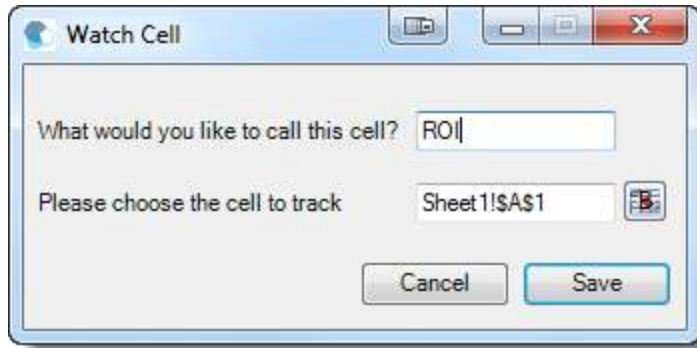 Watch Cell
What would you like to call this cell? ROI
Please choose the cell to track Sheet1!$A$1
Cancel Save